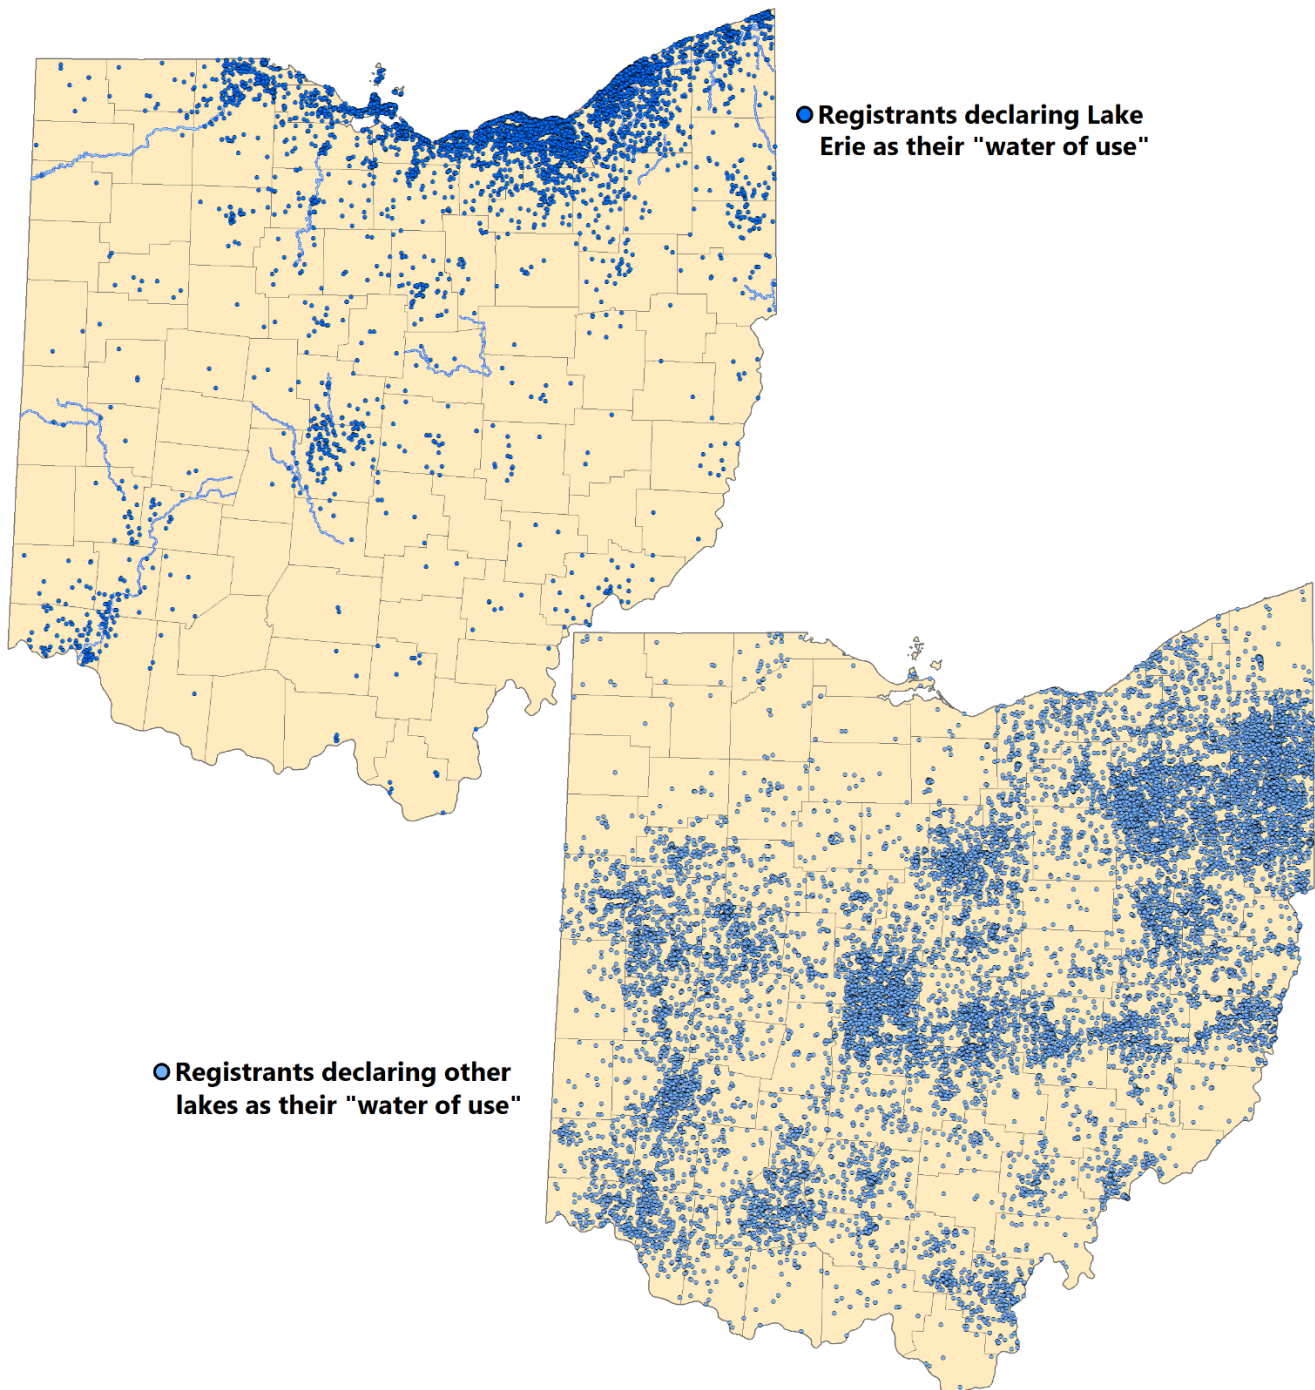 Registrants declaring Lake
Erie as their "water of use"
Registrants declaring other
lakes as their "water of use"